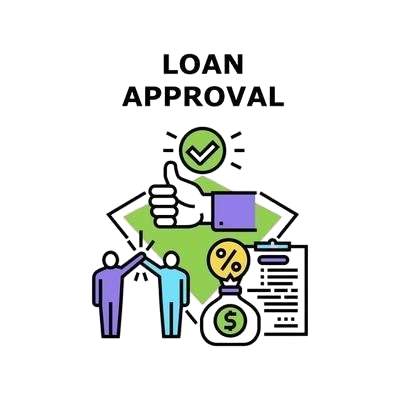 LOAN
APPROVAL
%
$